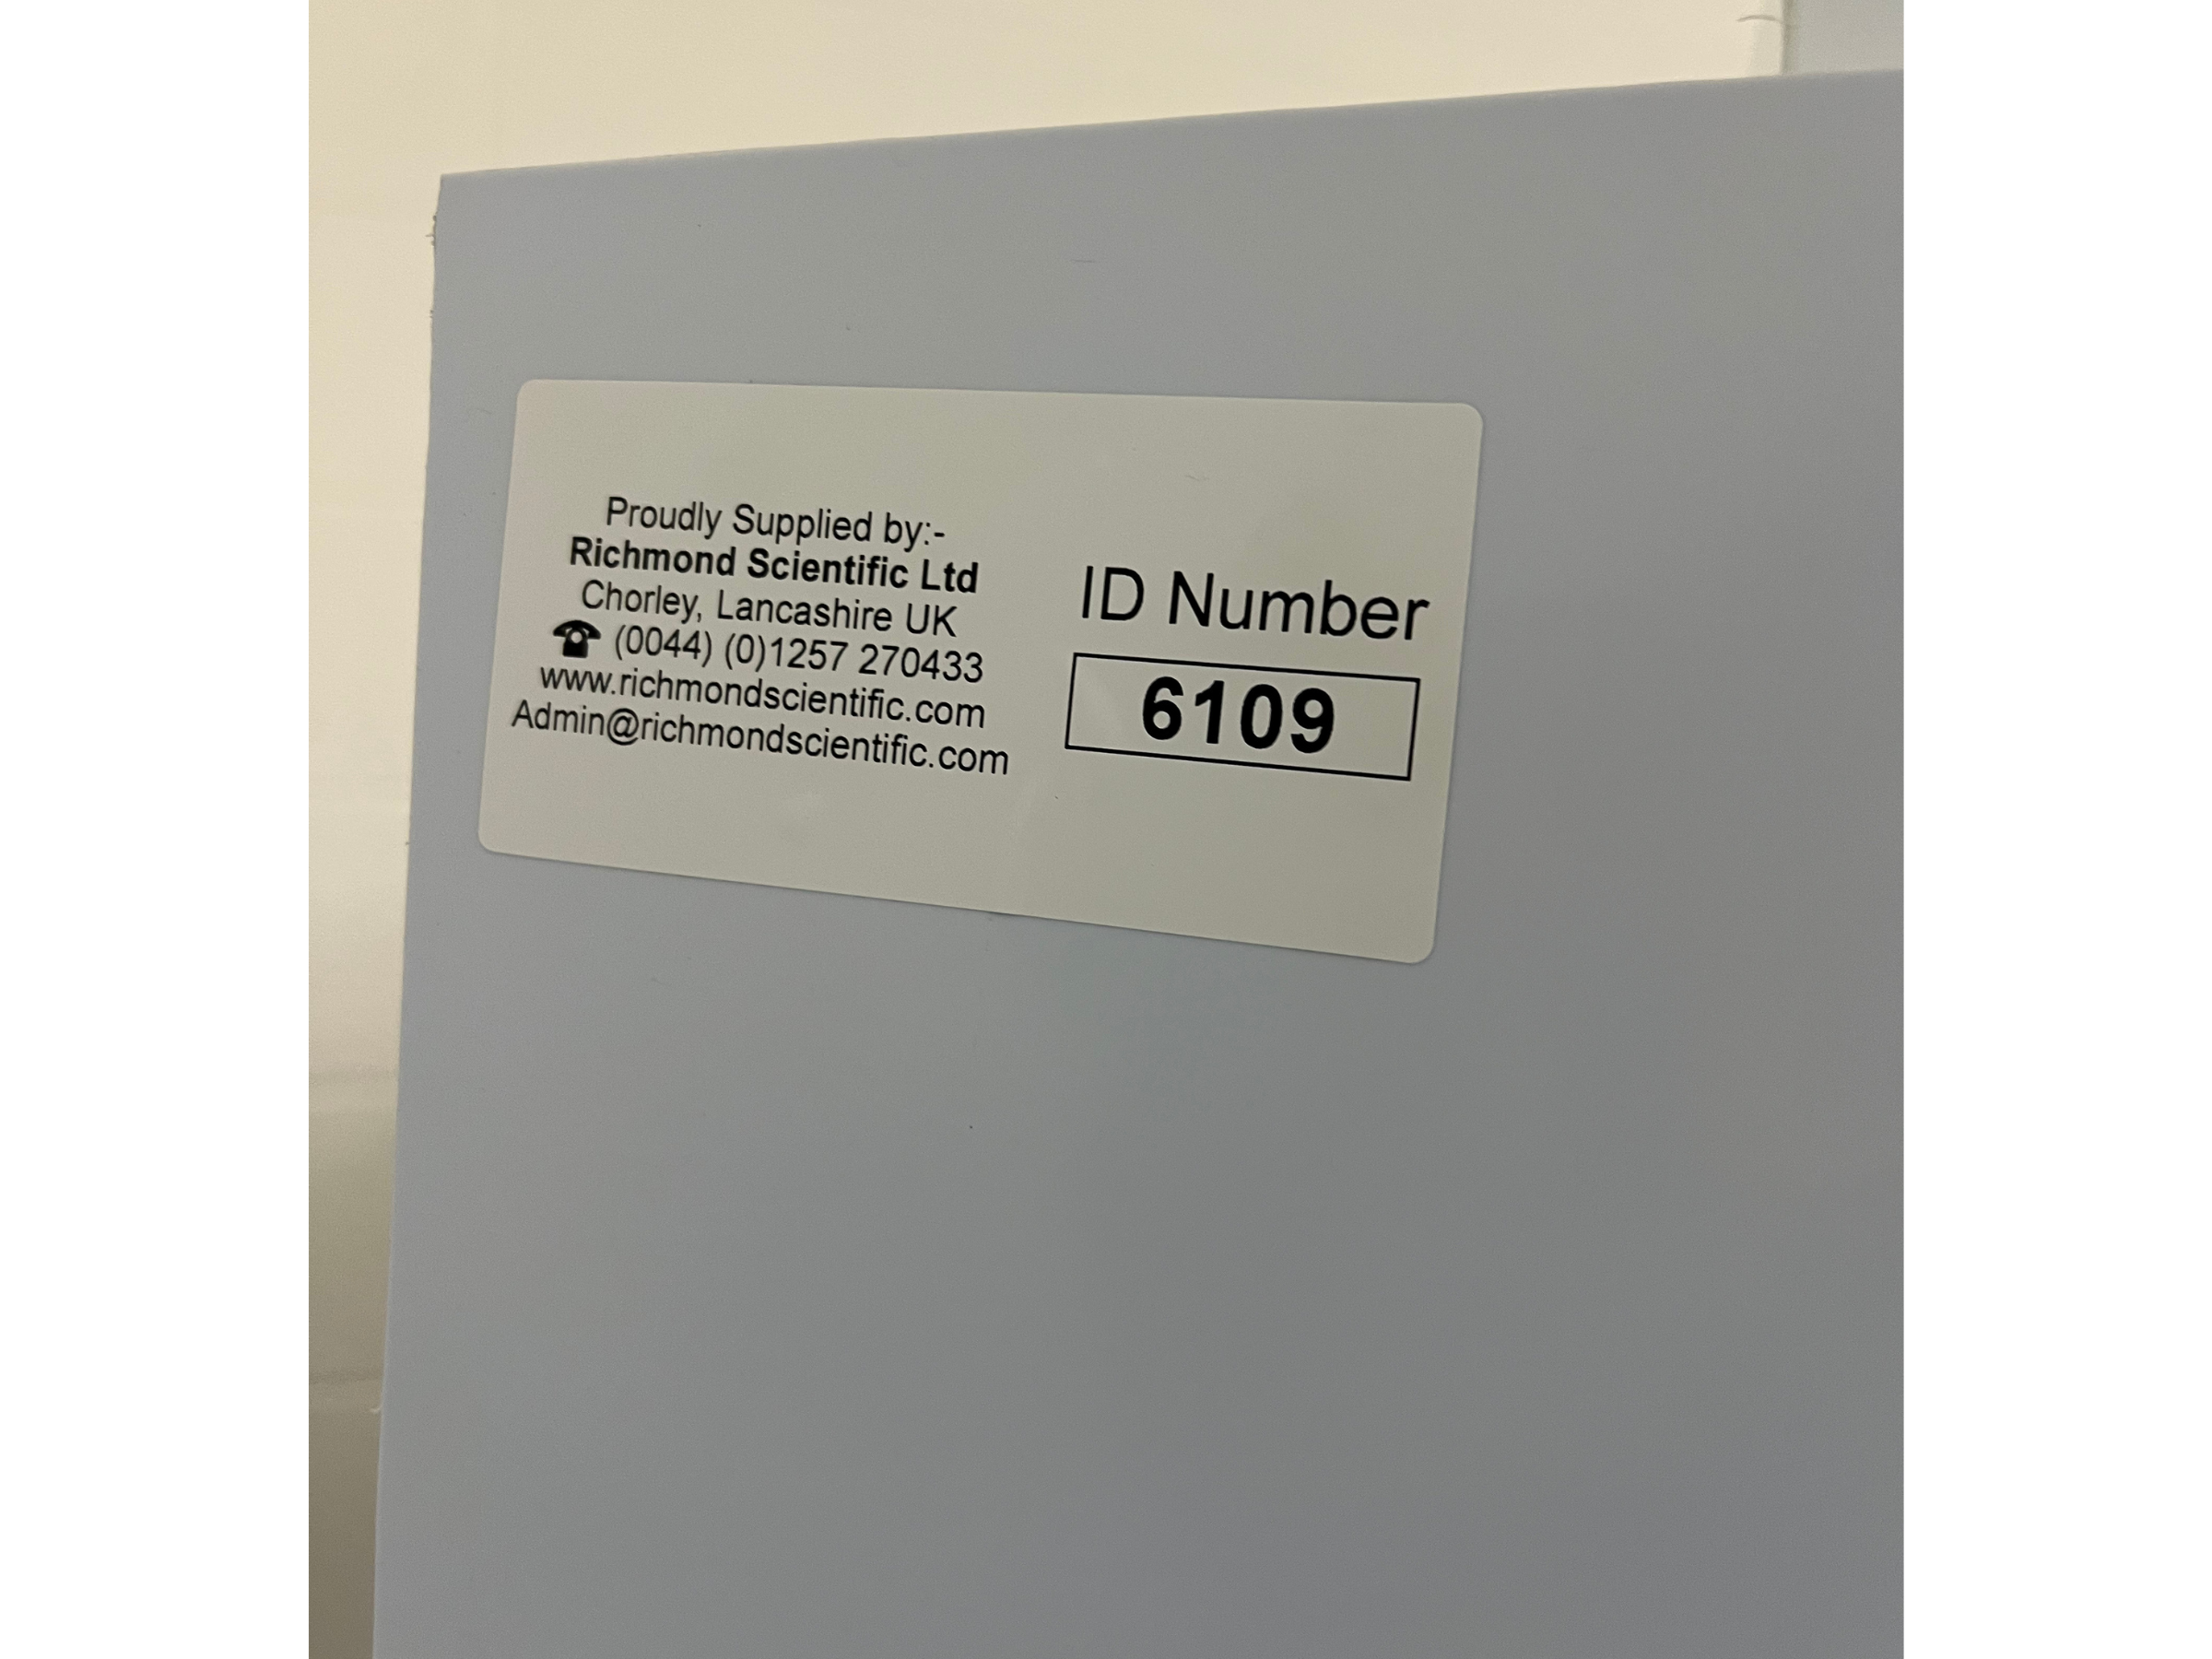 Proudly Supplied by:-
Richmond Scientific Ltd
Chorley, Lancashire UK
☎ (0044) (0)1257 270433
www.richmondscientific.com
Admin@richmondscientific.com
ID Number
6109